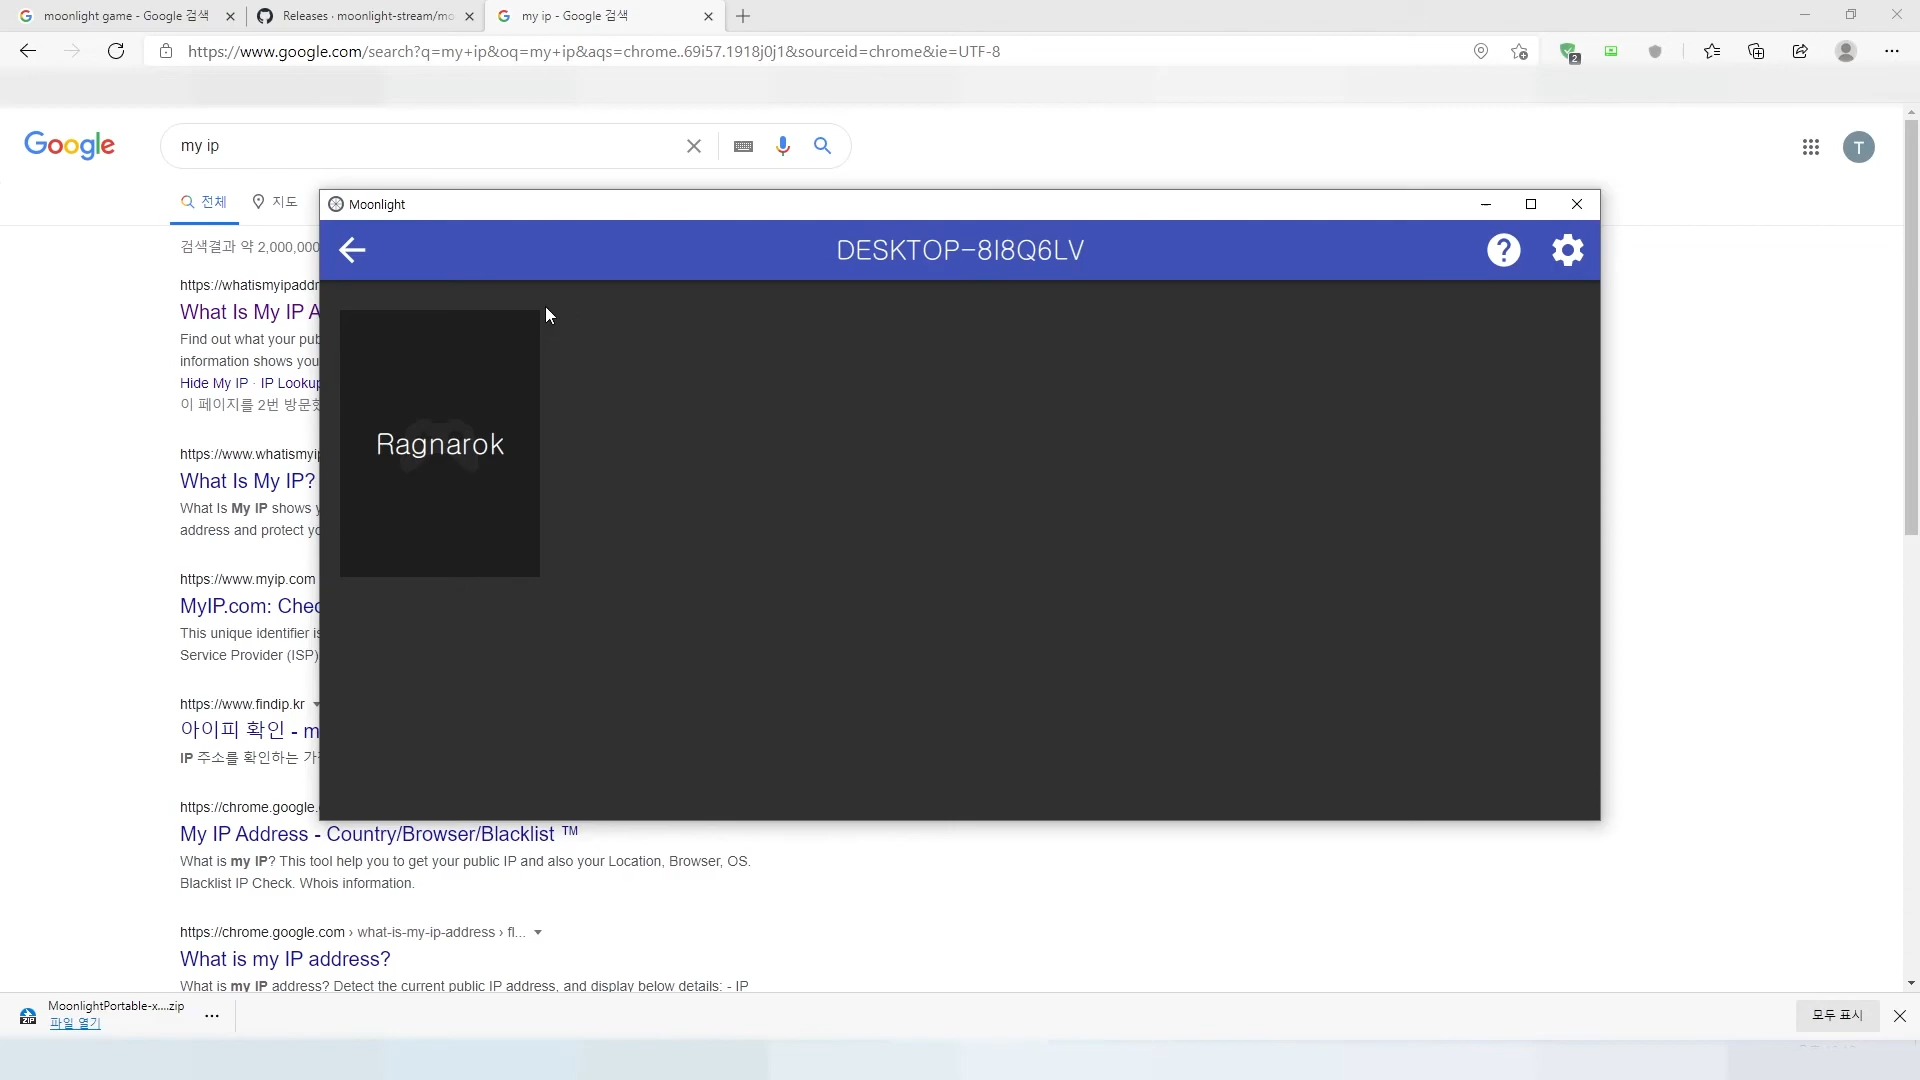 moonlight game - Google 검색
Releases · moonlight-stream/mo
my ip - Google 검색
https://www.google.com/search?q=my+ip&oq=my+ip&aqs=chrome..69i57.1918j0j1&sourceid=chrome&ie=UTF-8
2
Google
my ip
T
전체
지도
Moonlight
DESKTOP-8I8Q6LV
Ragnarok
검색결과 약 2,000,000
https://whatismyipaddr
What Is My IP A
Find out what your pub
information shows you
Hide My IP · IP Lookup
이 페이지를 2번 방문했
https://www.whatismyip
What Is My IP?
What Is My IP shows y
address and protect yo
https://www.myip.com
MyIP.com: Chec
This unique identifier is
Service Provider (ISP)
https://www.findip.kr
아이피 확인 - m
IP 주소를 확인하는 가
https://chrome.google.
My IP Address - Country/Browser/Blacklist ™
What is my IP? This tool help you to get your public IP and also your Location, Browser, OS.
Blacklist IP Check. Whois information.
https://chrome.google.com › what-is-my-ip-address › fl...
What is my IP address?
What is my IP address? Detect the current public IP address, and display below details: - IP
MoonlightPortable-x....zip
파일 열기
ZIP
모두 표시